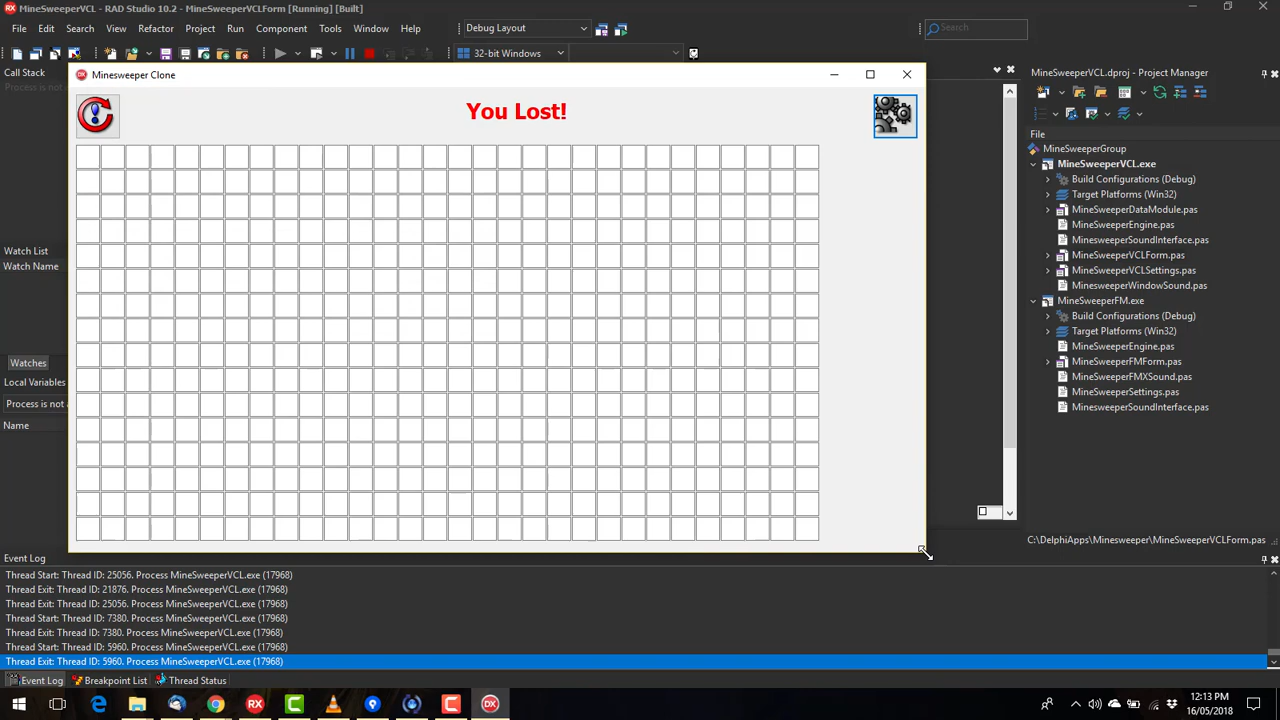 MineSweeperVCL - RAD Studio 10.2 - MineSweeperVCLForm [Running] [Built]
File Edit Search View Refactor Project Run Component Tools Window Help
Debug Layout
Search
32-bit Windows
Call Stack
Process is not a
Minesweeper Clone
You Lost!
Watch List
Watch Name
Watches
Local Variables
Process is not a
Name
MineSweeperVCL.dproj - Project Manager
File
MineSweeperGroup
MineSweeperVCL.exe
Build Configurations (Debug)
Target Platforms (Win32)
MineSweeperDataModule.pas
MineSweeperEngine.pas
MinesweeperSoundInterface.pas
MineSweeperVCLForm.pas
MineSweeperVCLSettings.pas
MinesweeperWindowSound.pas
MineSweeperFM.exe
Build Configurations (Debug)
Target Platforms (Win32)
MineSweeperEngine.pas
MineSweeperFMForm.pas
MineSweeperFMXSound.pas
MineSweeperSettings.pas
MinesweeperSoundInterface.pas
C:\DelphiApps\Minesweeper\MineSweeperVCLForm.pas
Event Log
Thread Start: Thread ID: 25056. Process MineSweeperVCL.exe (17968)
Thread Exit: Thread ID: 21876. Process MineSweeperVCL.exe (17968)
Thread Exit: Thread ID: 25056. Process MineSweeperVCL.exe (17968)
Thread Start: Thread ID: 7380. Process MineSweeperVCL.exe (17968)
Thread Exit: Thread ID: 7380. Process MineSweeperVCL.exe (17968)
Thread Start: Thread ID: 5960. Process MineSweeperVCL.exe (17968)
Thread Exit: Thread ID: 5960. Process MineSweeperVCL.exe (17968)
Event Log Breakpoint List Thread Status
12:13 PM
16/05/2018